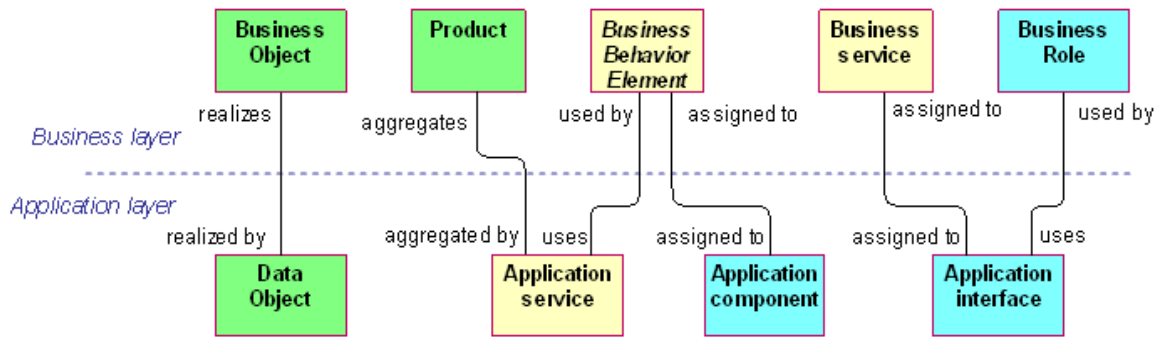 Business
Object
Product
Business
Behavior
Element
Business
service
Business
Role
realizes
aggregates
used by
assigned to
assigned to
used by
Business layer
Application layer
realized by
aggregated by
uses
assigned to
assigned to
uses
Data
Object
Application
service
Application
component
Application
interface